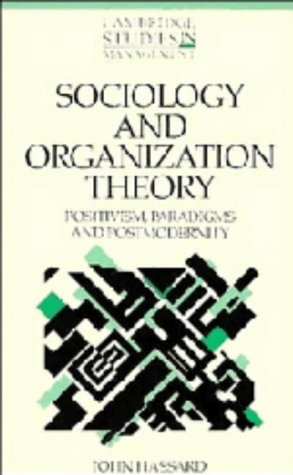 CAMBRIDGE
STUDIES IN
MANAGEMENT
SOCIOLOGY
AND
ORGANIZATION
THEORY
POSITIVISM, PARADIGMS
AND POSTMODERNITY
JOHN HASSARD